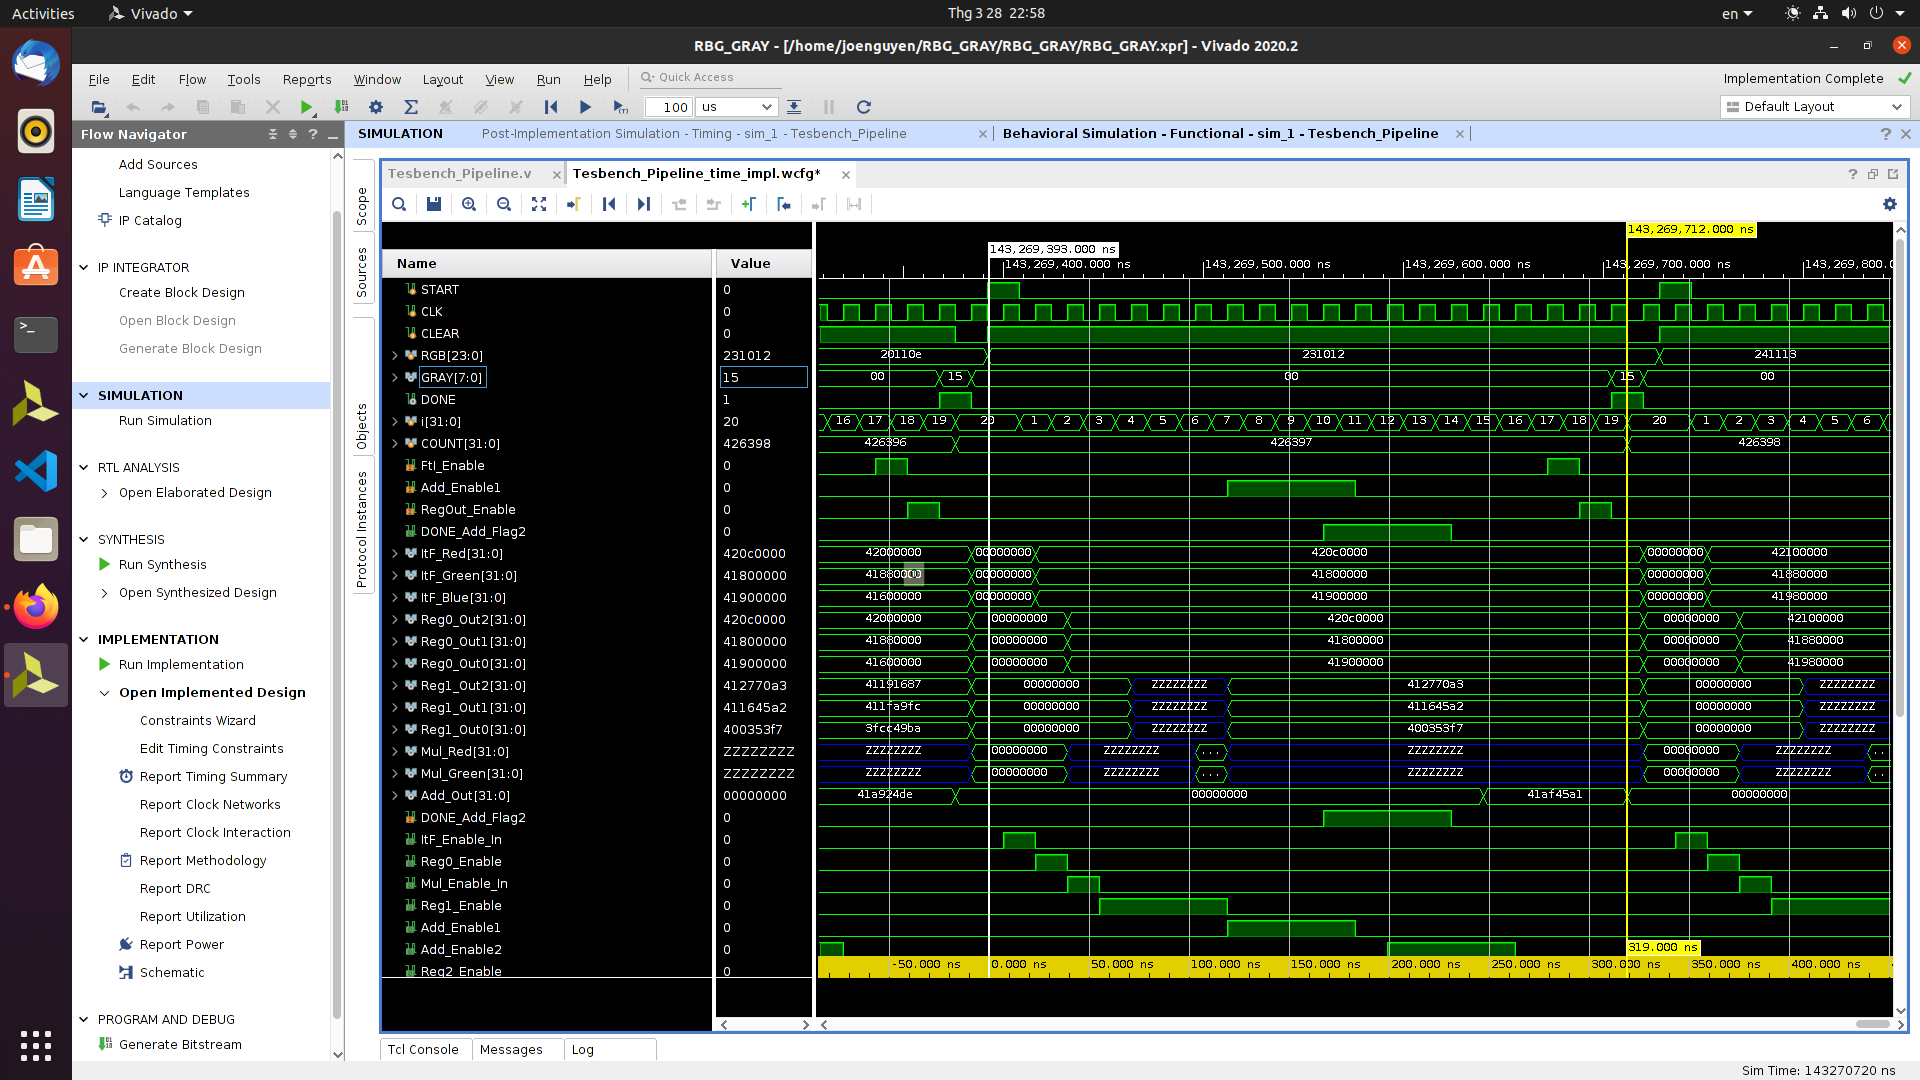 Activities
Vivado
Thg 3 28 22:58
en
RBG_GRAY - [/home/joenguyen/RBG_GRAY/RBG_GRAY/RBG_GRAY.xpr] - Vivado 2020.2
File Edit Flow Tools Reports Window Layout View Run Help
Quick Access
Implementation Complete
100 us
Default Layout
Flow Navigator
Add Sources
Language Templates
IP Catalog
IP INTEGRATOR
Create Block Design
Open Block Design
Generate Block Design
SIMULATION
Run Simulation
RTL ANALYSIS
Open Elaborated Design
SYNTHESIS
Run Synthesis
Open Synthesized Design
IMPLEMENTATION
Run Implementation
Open Implemented Design
Constraints Wizard
Edit Timing Constraints
Report Timing Summary
Report Clock Networks
Report Clock Interaction
Report Methodology
Report DRC
Report Utilization
Report Power
Schematic
PROGRAM AND DEBUG
Generate Bitstream
SIMULATION
Post-Implementation Simulation - Timing - sim_1 - Tesbench_Pipeline
Behavioral Simulation - Functional - sim_1 - Tesbench_Pipeline
Scope
Sources
Objects
Protocol Instances
Tesbench_Pipeline.v
Tesbench_Pipeline_time_impl.wcfg*
143,269,712.000 ns
143,269,393.000 ns
Name Value
143,269,400.000 ns 143,269,500.000 ns 143,269,600.000 ns 143,269,700.000 ns 143,269,800.0
START 0
CLK 0
CLEAR 0
RGB[23:0] 231012 20110e 231012 241113
GRAY[7:0] 15 00 15 00 15 00
DONE 1
i[31:0] 20 16 17 18 19 20 1 2 3 4 5 6 7 8 9 10 11 12 13 14 15 16 17 18 19 20 1 2 3 4 5 6
COUNT[31:0] 426398 426396 426397 426398
FtI_Enable 0
Add_Enable1 0
RegOut_Enable 0
DONE_Add_Flag2 0
ItF_Red[31:0] 420c0000 42000000 00000000 420c0000 00000000 42100000
ItF_Green[31:0] 41800000 41880000 00000000 41800000 00000000 41880000
ItF_Blue[31:0] 41900000 41600000 00000000 41900000 00000000 41980000
Reg0_Out2[31:0] 420c0000 42000000 00000000 420c0000 00000000 42100000
Reg0_Out1[31:0] 41800000 41880000 00000000 41800000 00000000 41880000
Reg0_Out0[31:0] 41900000 41600000 00000000 41900000 00000000 41980000
Reg1_Out2[31:0] 412770a3 41191687 00000000 ZZZZZZZZ 412770a3 00000000 ZZZZZZZZ
Reg1_Out1[31:0] 411645a2 411fa9fc 00000000 ZZZZZZZZ 411645a2 00000000 ZZZZZZZZ
Reg1_Out0[31:0] 400353f7 3fcc49ba 00000000 ZZZZZZZZ 400353f7 00000000 ZZZZZZZZ
Mul_Red[31:0] ZZZZZZZZ ZZZZZZZZ 00000000 ZZZZZZZZ ... ZZZZZZZZ 00000000 ZZZZZZZZ ..
Mul_Green[31:0] ZZZZZZZZ ZZZZZZZZ 00000000 ZZZZZZZZ ... ZZZZZZZZ 00000000 ZZZZZZZZ ..
Add_Out[31:0] 00000000 41a924de 00000000 41af45a1 00000000
DONE_Add_Flag2 0
ItF_Enable_In 0
Reg0_Enable 0
Mul_Enable_In 0
Reg1_Enable 0
Add_Enable1 0
Add_Enable2 0
319.000 ns
Reg2_Enable 0
-50.000 ns 0.000 ns 50.000 ns 100.000 ns 150.000 ns 200.000 ns 250.000 ns 300.000 ns 350.000 ns 400.000 ns
Tcl Console Messages Log
Sim Time: 143270720 ns